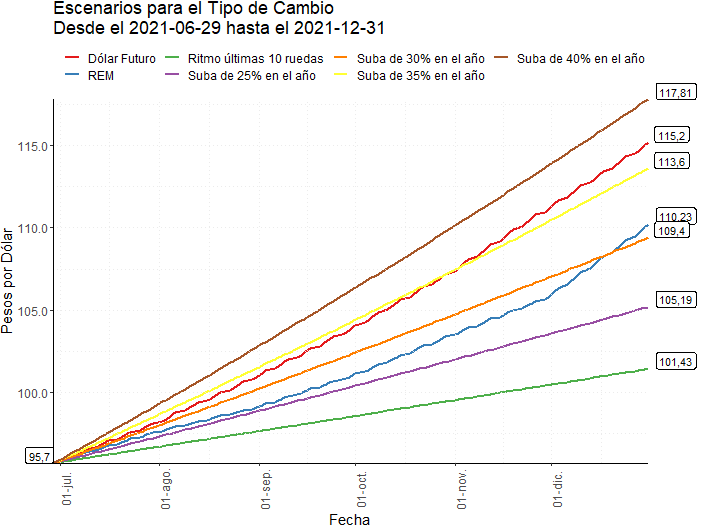 Escenarios para el Tipo de Cambio
Desde el 2021-06-29 hasta el 2021-12-31
Dólar Futuro
Ritmo últimas 10 ruedas
Suba de 30% en el año
Suba de 40% en el año
REM
Suba de 25% en el año
Suba de 35% en el año
117,81
115,2
113,6
110,23
109,4
105,19
101,43
95,7
115.0
110.0
105.0
100.0
Pesos por Dólar
01-jul.
01-ago.
01-sep.
01-oct.
01-nov.
01-dic.
Fecha